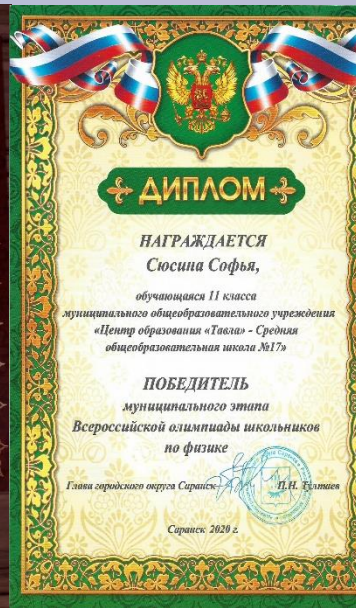 ДИПЛОМ
НАГРАЖДАЕТСЯ
Сюсина Софья,
обучающаяся 11 класса
муниципального общеобразовательного учреждения
«Центр образования «Тавла» - Средняя
общеобразовательная школа №17»
ПОБЕДИТЕЛЬ
муниципального этапа
Всероссийской олимпиады школьников
по физике
Глава городского округа Саранск П.Н. Тултаев
Саранск 2020 г.